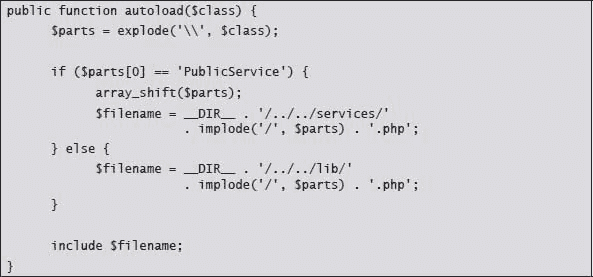 public function autoload($class) {
$parts = explode('\\', $class);
if ($parts[0] == 'PublicService') {
array_shift($parts);
$filename = __DIR__ . '/../../services/'
. implode('/', $parts) . '.php';
} else {
$filename = __DIR__ . '/../../lib/'
. implode('/', $parts) . '.php';
}
include $filename;
}